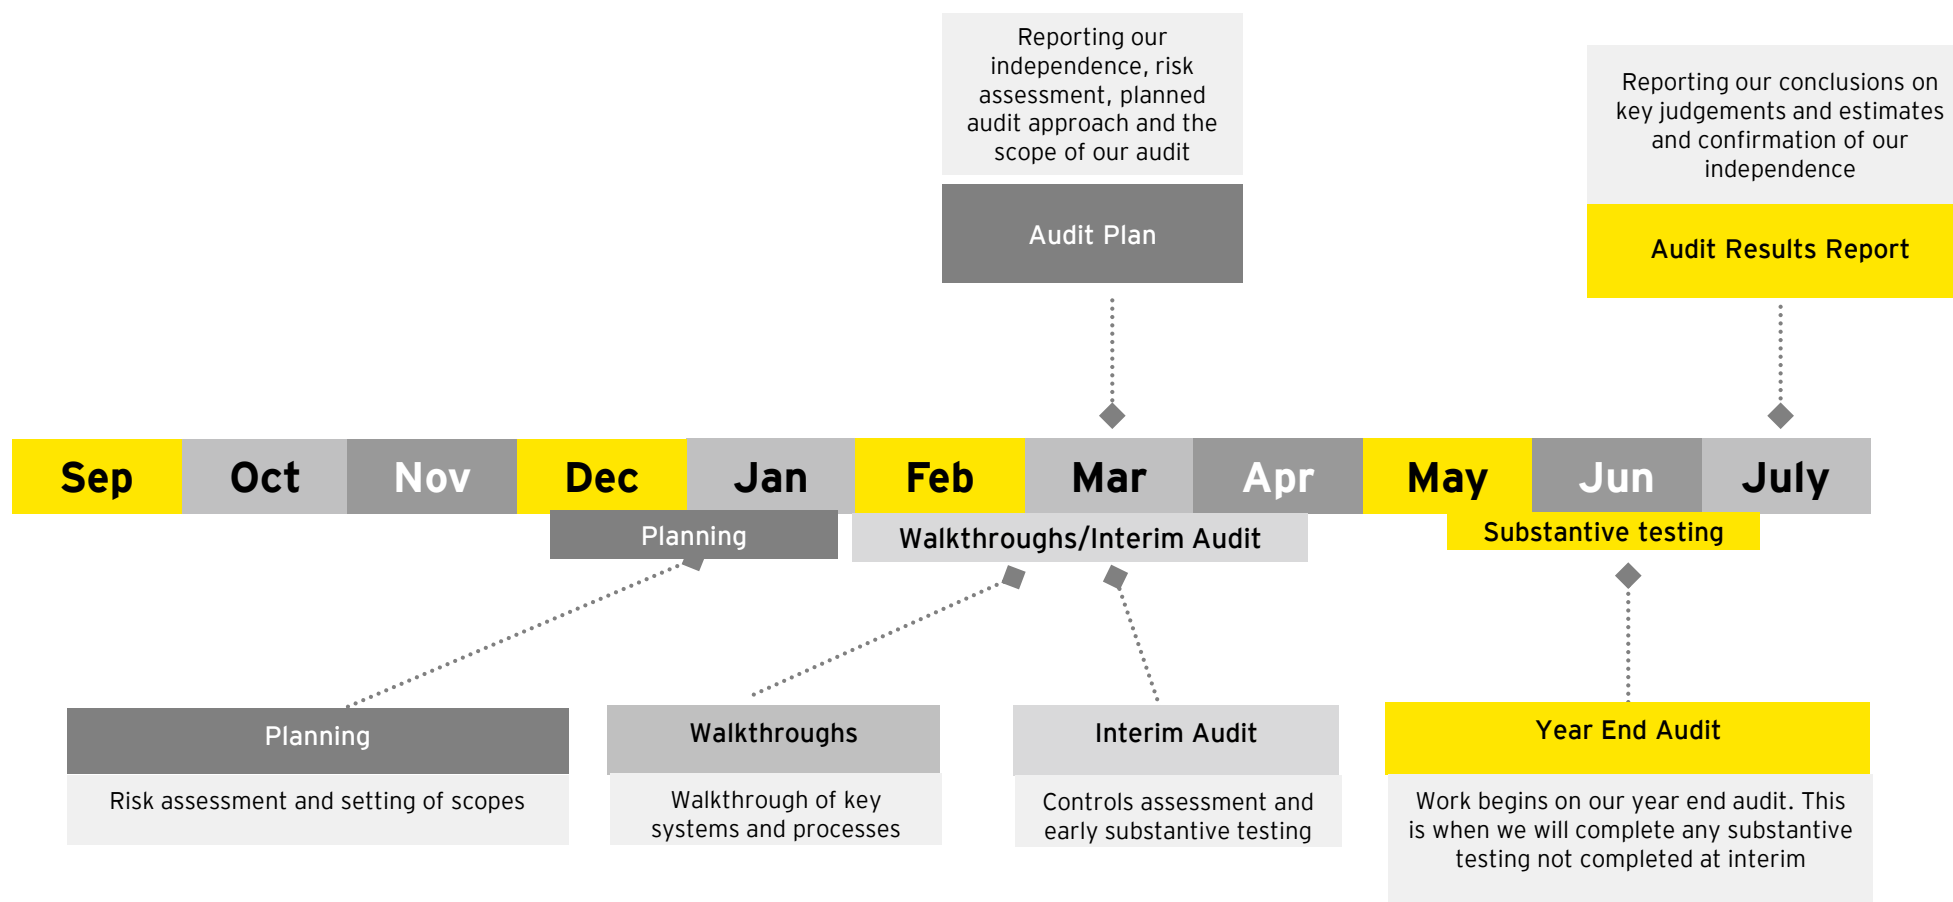 Reporting our
independence, risk
assessment, planned
audit approach and the
scope of our audit
Audit Plan
Reporting our conclusions on
key judgements and estimates
and confirmation of our
independence
Audit Results Report
Sep Oct Nov Dec Jan Feb Mar Apr May Jun July
Planning
Walkthroughs/Interim Audit
Substantive testing
Planning
Risk assessment and setting of scopes
Walkthroughs
Walkthrough of key
systems and processes
Interim Audit
Controls assessment and
early substantive testing
Year End Audit
Work begins on our year end audit. This
is when we will complete any substantive
testing not completed at interim